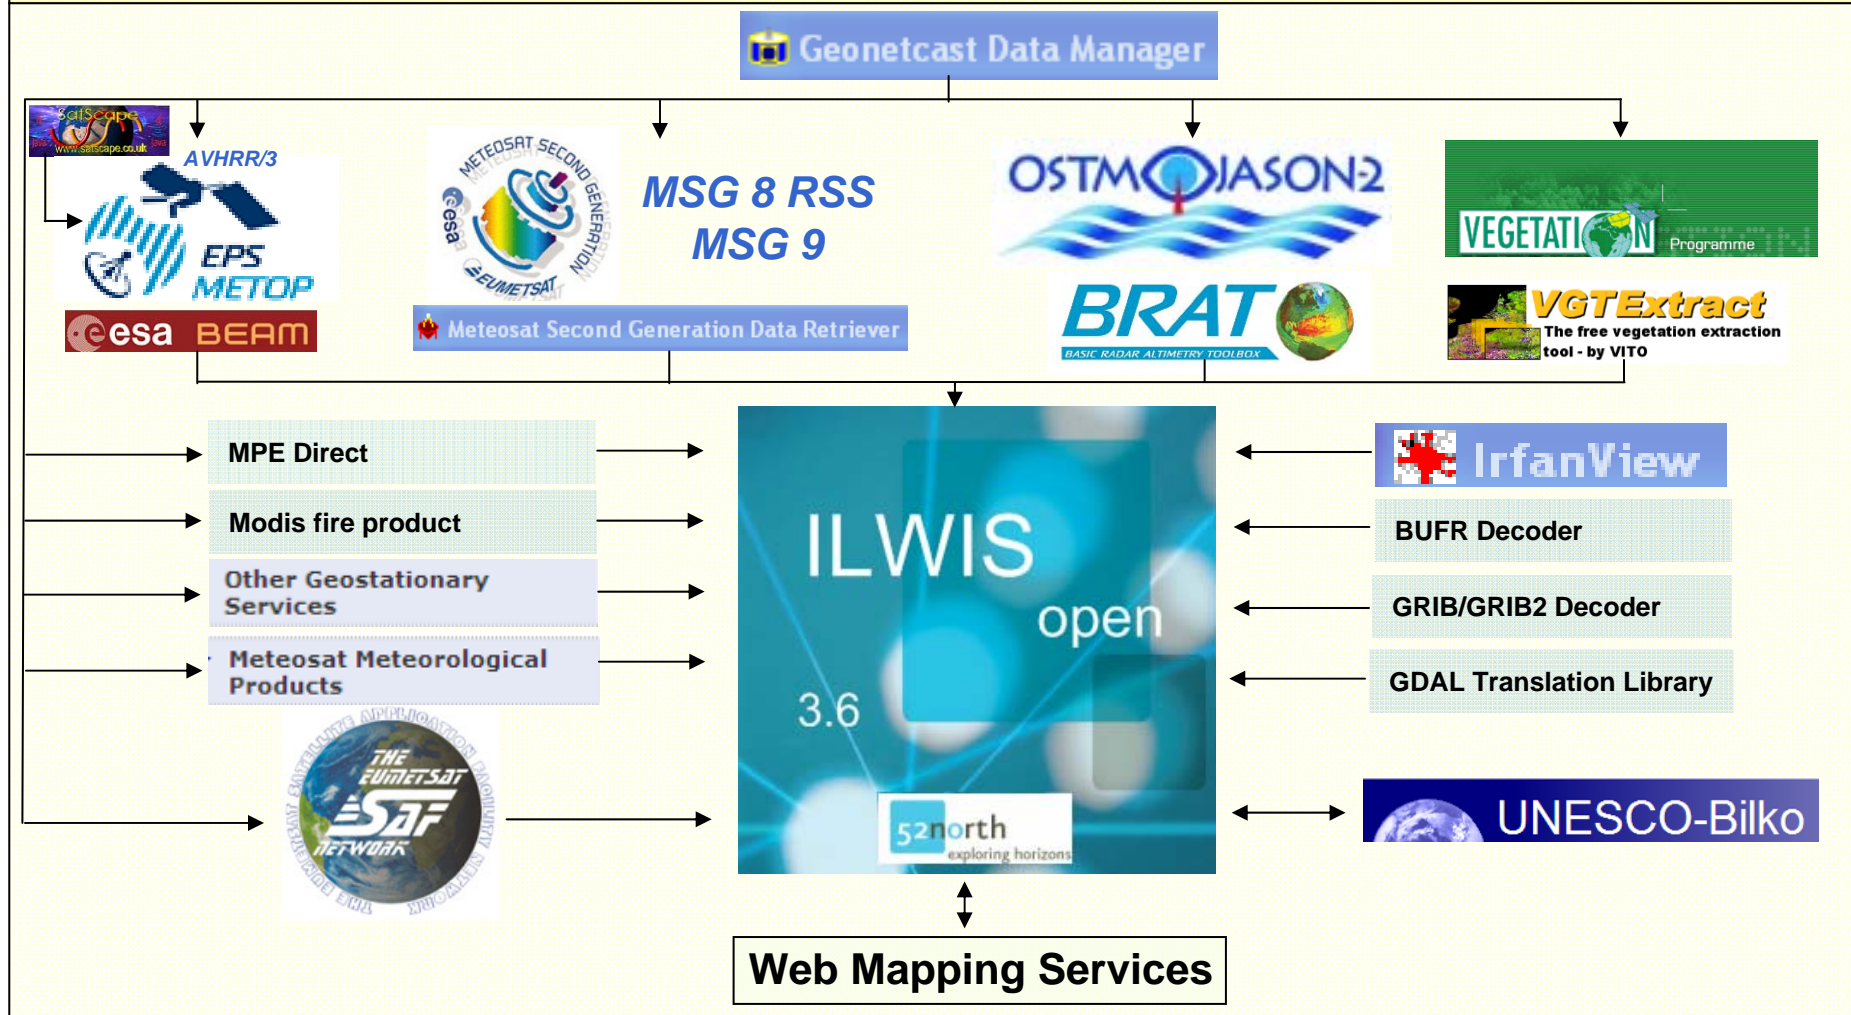 Geonetcast Data Manager
SatScape
www.satscape.co.uk
AVHRR/3
EPS
METOP
esa BEAM
METEOSAT SECOND GENERATION
esa
EUMETSAT
MSG 8 RSS
MSG 9
Meteosat Second Generation Data Retriever
OSTM JASON-2
BRAT
BASIC RADAR ALTIMETRY TOOLBOX
VEGETATION
Programme
VGTExtract
The free vegetation extraction
tool - by VITO
MPE Direct
Modis fire product
Other Geostationary
Services
Meteosat Meteorological
Products
THE
EUMETSAT
SAF
NETWORK
ILWIS
open
3.6
52north
exploring horizons
IrfanView
BUFR Decoder
GRIB/GRIB2 Decoder
GDAL Translation Library
UNESCO-Bilko
Web Mapping Services